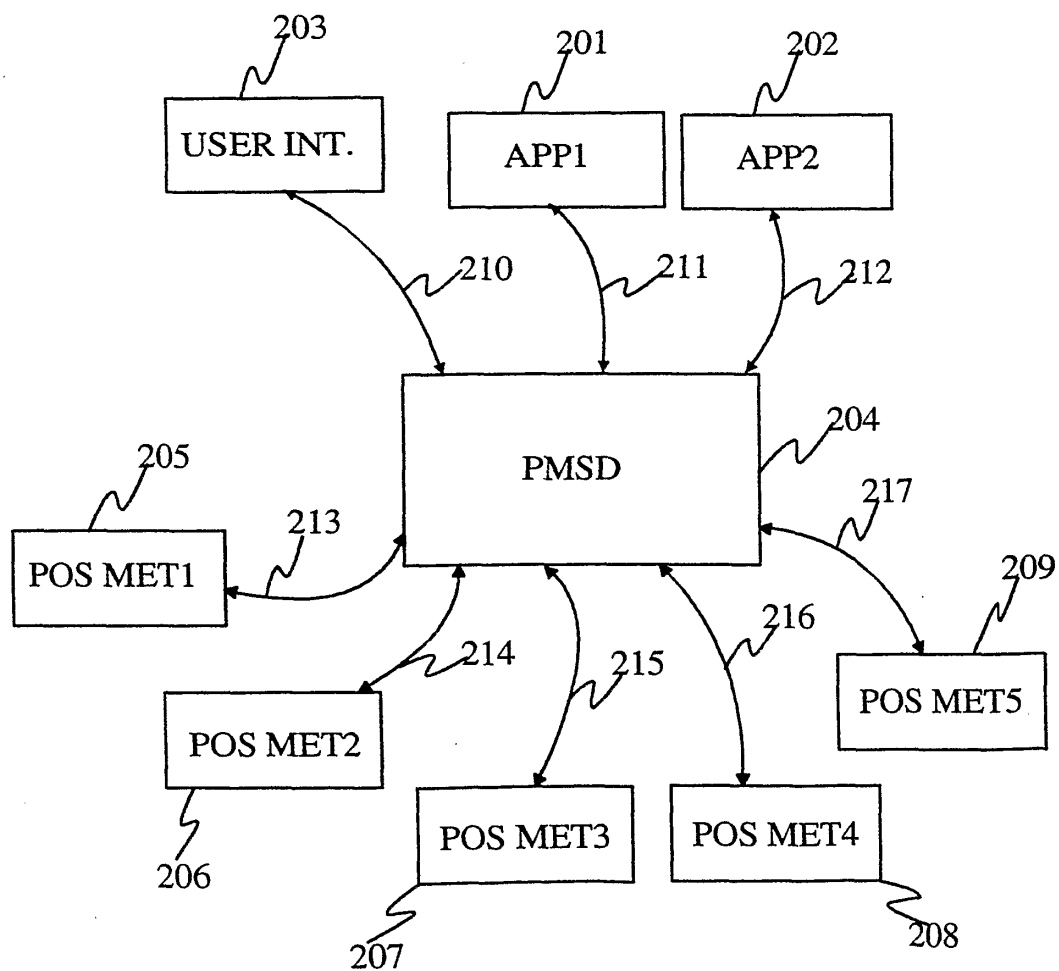 203
201
202
USER INT.
APP1
APP2
210
211
212
PMSD
204
205
213
217
POS MET1
209
214
215
216
POS MET2
POS MET5
POS MET3
POS MET4
206
207
208